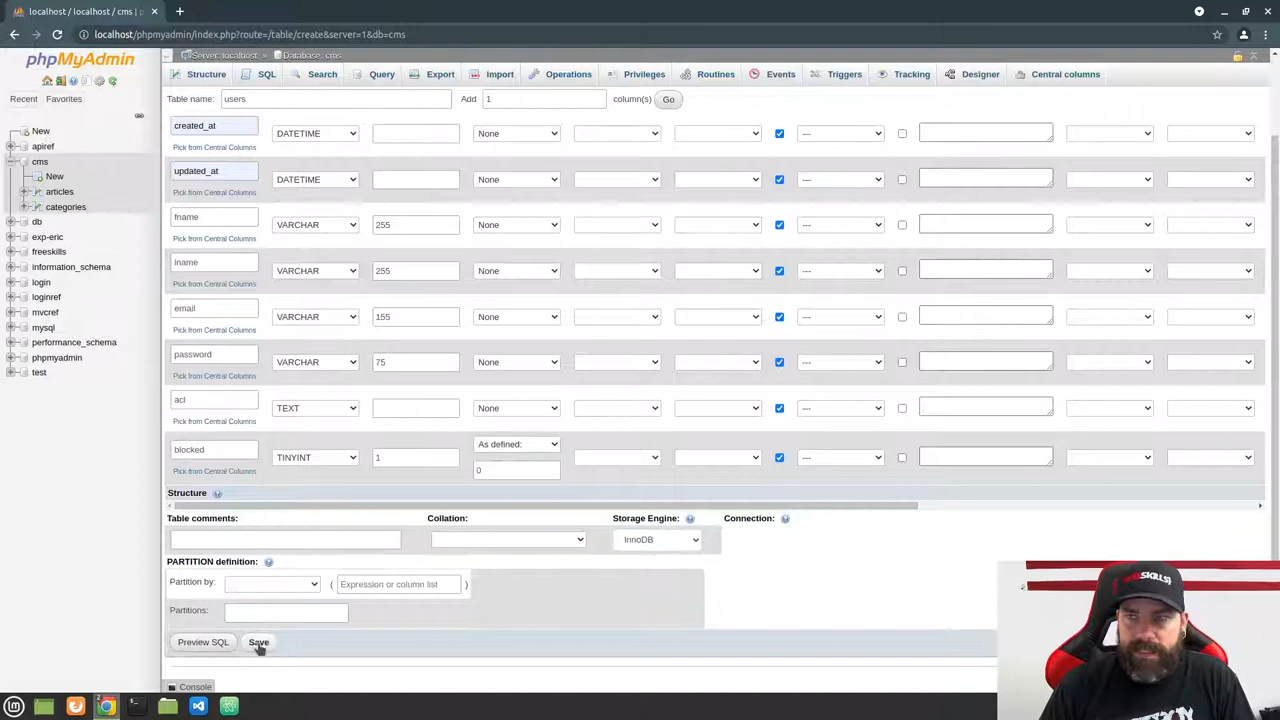 localhost / localhost / cms | p
localhost/phpmyadmin/index.php?route=/table/create&server=1&db=cms
phpMyAdmin
Recent Favorites
New
apiref
cms
New
articles
categories
db
exp-eric
freeskills
information_schema
login
loginref
mvcref
mysql
performance_schema
phpmyadmin
test
Server: localhost » Database: cms
Structure SQL Search Query Export Import Operations Privileges Routines Events Triggers Tracking Designer Central columns
Table name: users Add 1 column(s) Go
created_at DATETIME None ---
Pick from Central Columns
updated_at DATETIME None ---
Pick from Central Columns
fname VARCHAR 255 None ---
Pick from Central Columns
lname VARCHAR 255 None ---
Pick from Central Columns
email VARCHAR 155 None ---
Pick from Central Columns
password VARCHAR 75 None ---
Pick from Central Columns
acl TEXT None ---
Pick from Central Columns
blocked TINYINT 1 As defined: ---
0
Pick from Central Columns
Structure
Table comments: Collation: Storage Engine: Connection:
InnoDB
PARTITION definition:
Partition by: ( Expression or column list )
Partitions:
Preview SQL Save
Console